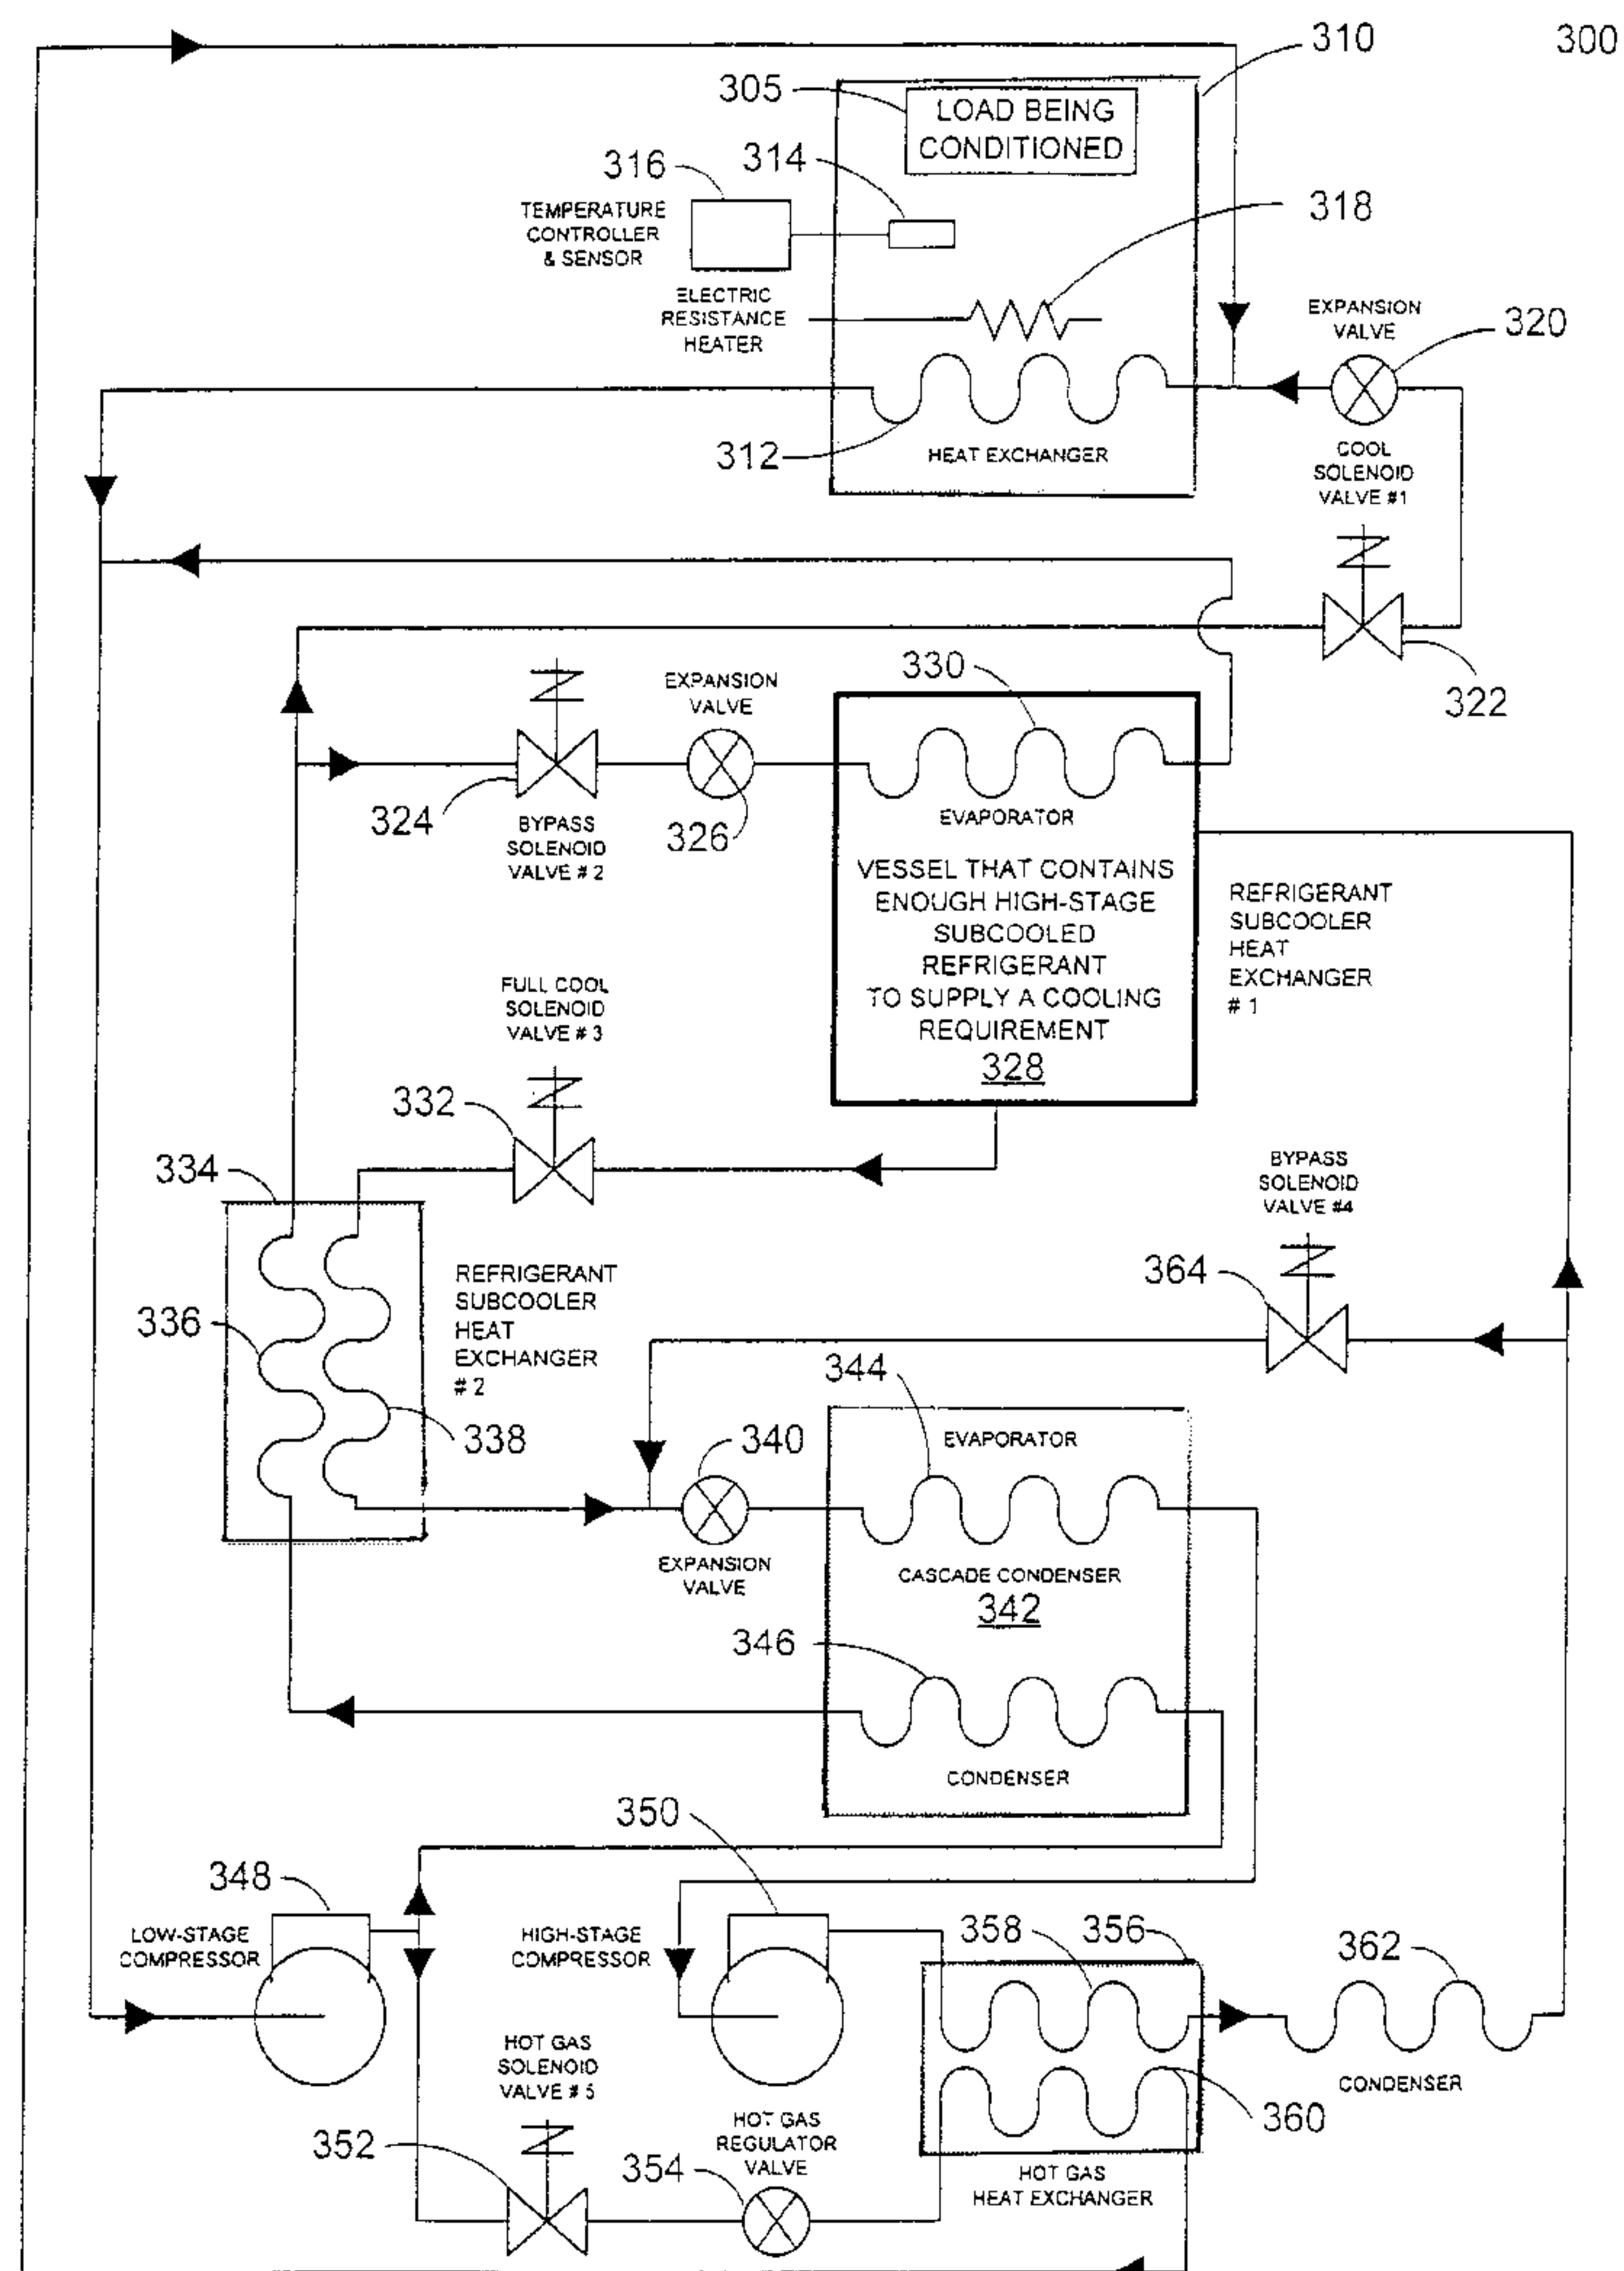 300
310
305
LOAD BEING
CONDITIONED
316
314
TEMPERATURE
CONTROLLER
& SENSOR
318
ELECTRIC
RESISTANCE
HEATER
EXPANSION
VALVE
320
312
HEAT EXCHANGER
COOL
SOLENOID
VALVE #1
322
330
EXPANSION
VALVE
324
BYPASS
SOLENOID
VALVE # 2
326
EVAPORATOR
VESSEL THAT CONTAINS
ENOUGH HIGH-STAGE
SUBCOOLED
REFRIGERANT
TO SUPPLY A COOLING
REQUIREMENT
328
REFRIGERANT
SUBCOOLER
HEAT
EXCHANGER
# 1
FULL COOL
SOLENOID
VALVE # 3
332
334
BYPASS
SOLENOID
VALVE #4
364
REFRIGERANT
SUBCOOLER
HEAT
EXCHANGER
# 2
336
338
344
340
EVAPORATOR
EXPANSION
VALVE
CASCADE CONDENSER
342
346
CONDENSER
350
348
LOW-STAGE
COMPRESSOR
HIGH-STAGE
COMPRESSOR
358
356
362
HOT GAS
SOLENOID
VALVE # 5
CONDENSER
360
352
354
HOT GAS
REGULATOR
VALVE
HOT GAS
HEAT EXCHANGER